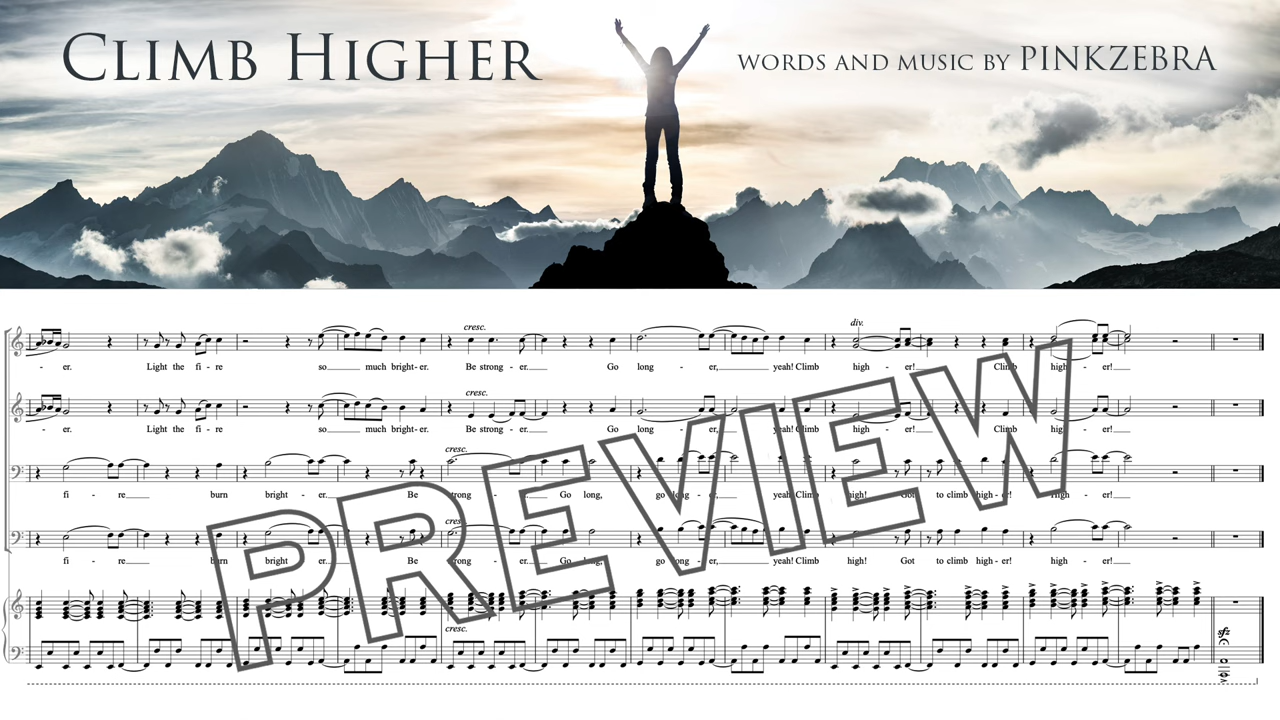 CLIMB HIGHER
WORDS AND MUSIC BY PINKZEBRA
cresc.
div.
- er. Light the fi - re so much bright - er. Be strong - er. Go long - er, yeah! Climb high - er! Climb high - er!
cresc.
- er. Light the fi - re so much bright - er. Be strong - er. Go long - er, yeah! Climb high - er! Climb high - er!
cresc.
fi - re burn bright - er. Be strong - er. Go long, go long - er, yeah! Climb high! Got to climb high - er! High - er!
cresc.
fi - re burn bright er. Be strong - er. Go long, go long - er, yeah! Climb high! Got to climb high - er! high - er!
cresc.
sfz
PREVIEW